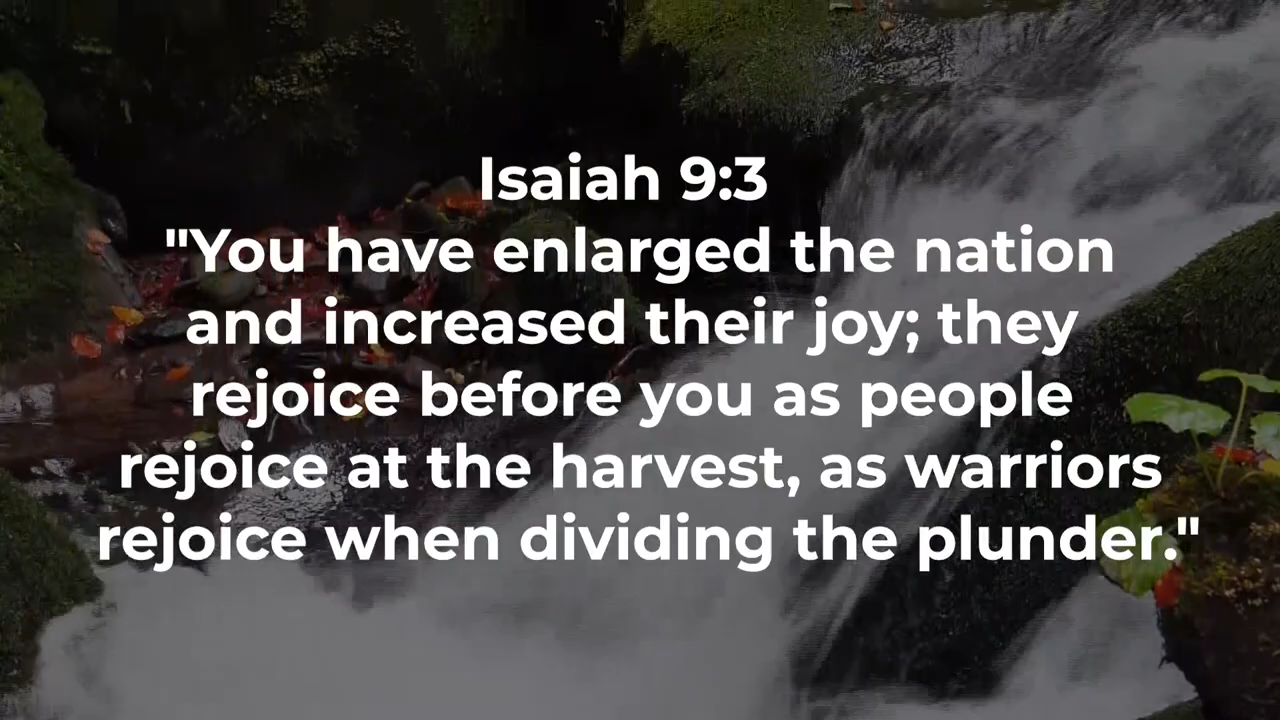 Isaiah 9:3
"You have enlarged the nation
and increased their joy; they
rejoice before you as people
rejoice at the harvest, as warriors
rejoice when dividing the plunder."